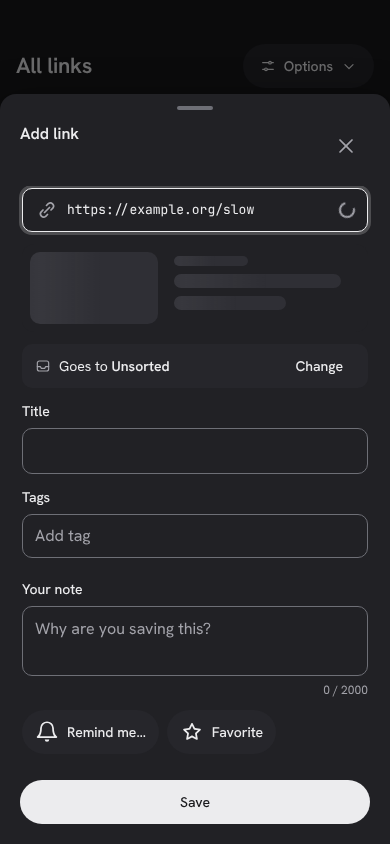 All links
Options
Add link
https://example.org/slow
Goes to Unsorted
Change
Title
Tags
Add tag
Your note
Why are you saving this?
0 / 2000
Remind me...
Favorite
Save